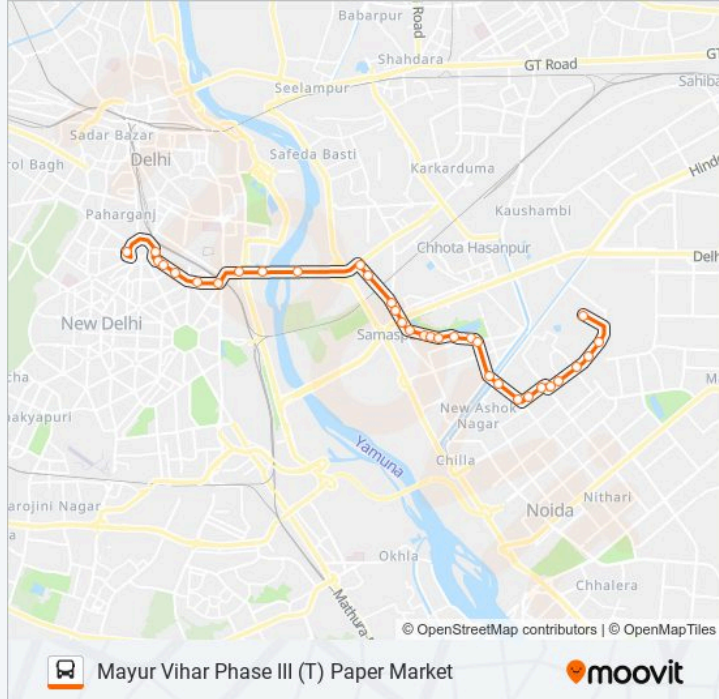 Babarpur
Road
Shahdara
GT Road
Seelampur
Sahiba
Sadar Bazar
Delhi
Safeda Basti
rol Bagh
Karkarduma
Hinde
Kaushambi
Paharganj
Chhota Hasanpur
Delh
New Delhi
Samasp
cha
M
akyapuri
New Ashok
Nagar
Yamuna
Chilla
Nithari
arojini Nagar
Noida
a
Okhla
Chhalera
Mathura
© OpenStreetMap contributors | © OpenMapTiles
Mayur Vihar Phase III (T) Paper Market
moovit